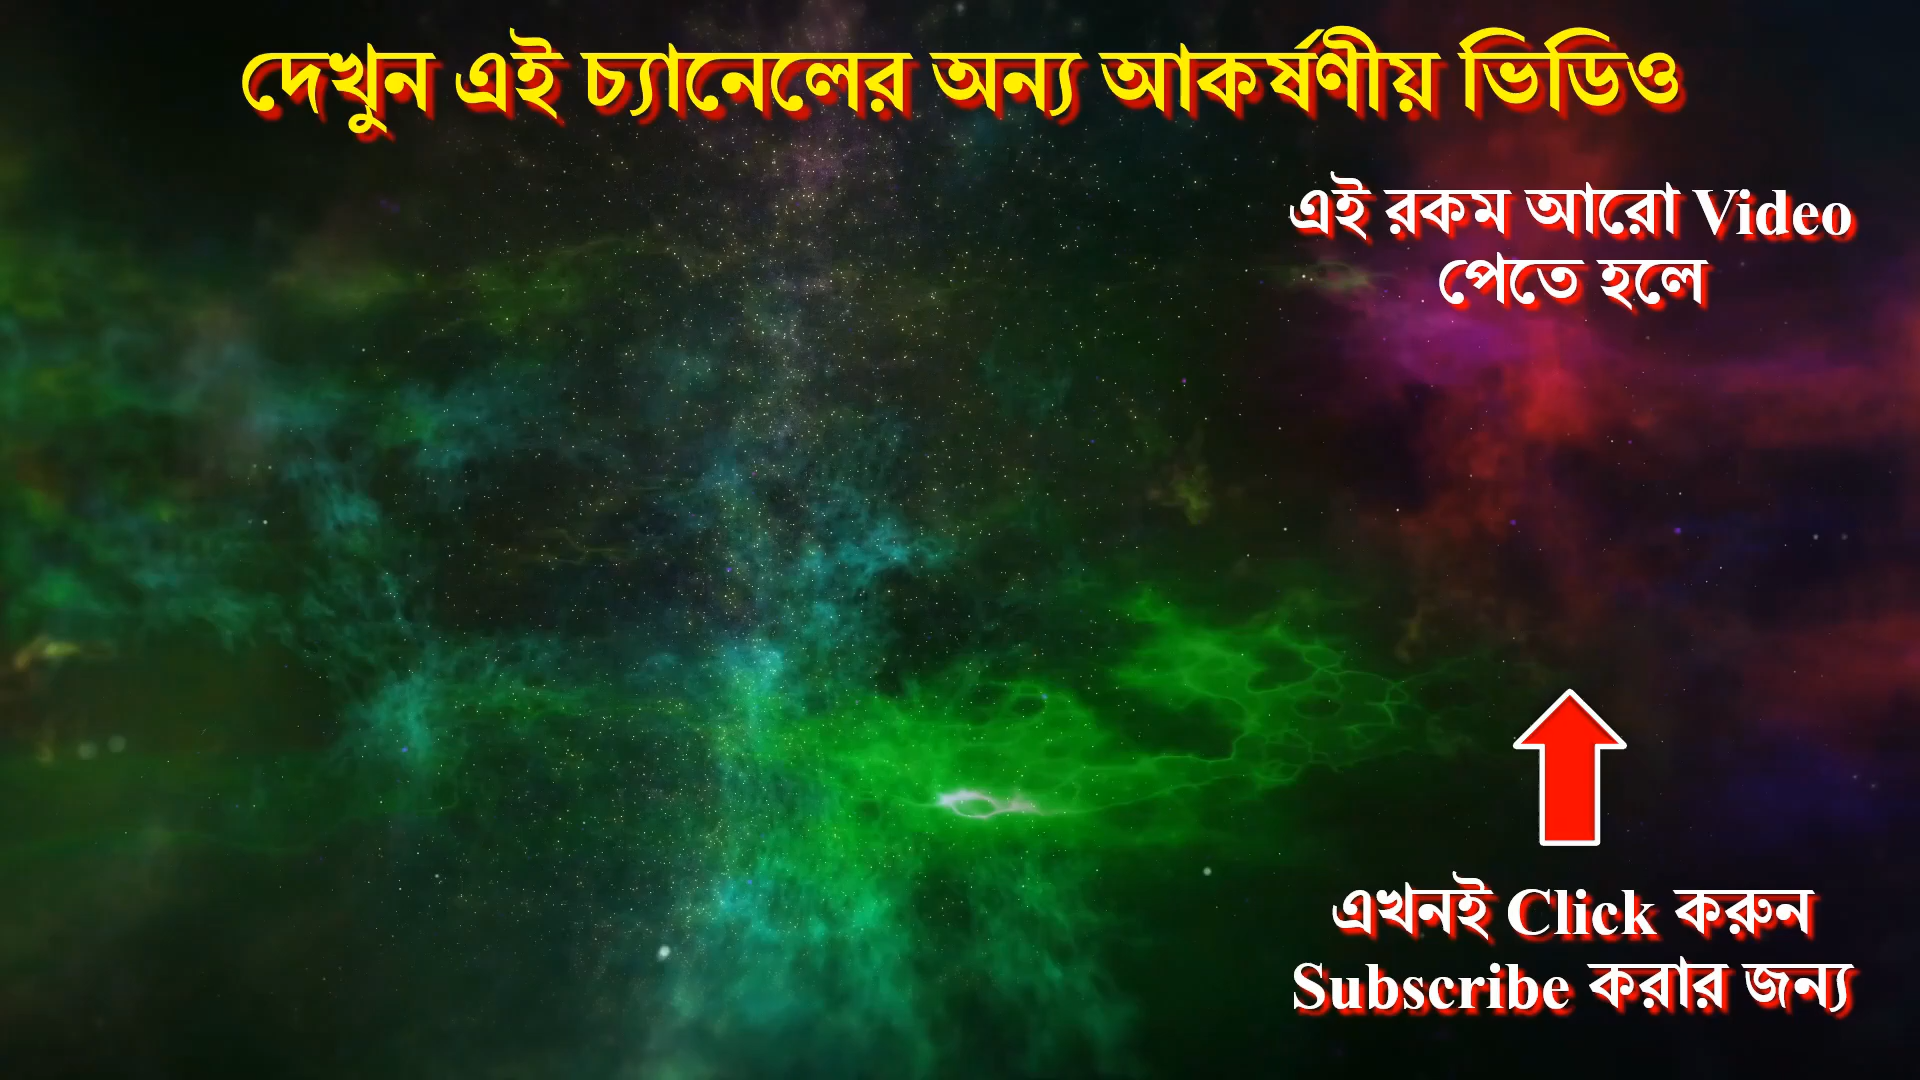 দেখুন এই চ্যানেলের অন্য আকর্ষণীয় ভিডিও
এই রকম আরো Video
পেতে হলে
এখনই Click করুন
Subscribe করার জন্য